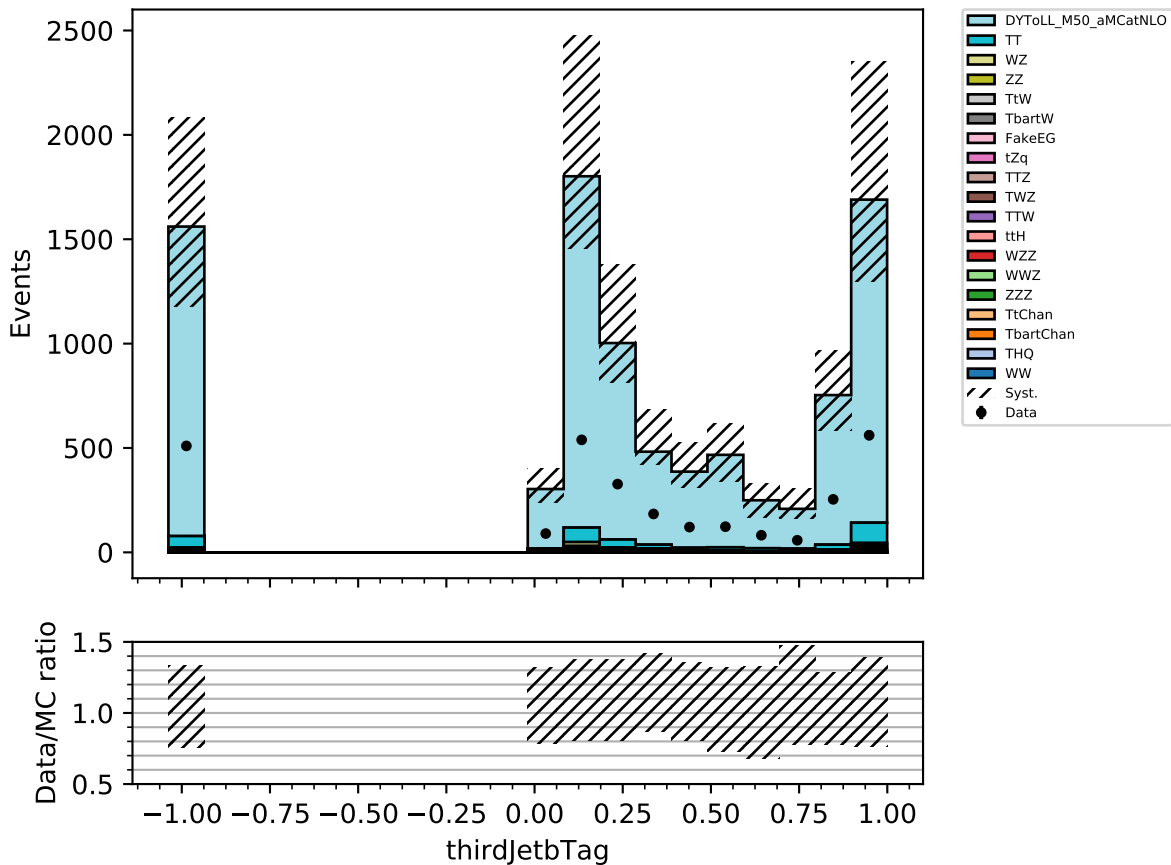 2500
2000
1500
1000
500
0
Events
DYToLL_M50_aMCatNLO
TT
WZ
ZZ
TtW
TbartW
FakeEG
tZq
TTZ
TWZ
TTW
ttH
WZZ
WWZ
ZZZ
TtChan
TbartChan
THQ
WW
Syst.
Data
1.5
1.0
0.5
Data/MC ratio
−1.00 −0.75 −0.50 −0.25 0.00 0.25 0.50 0.75 1.00
thirdJetbTag